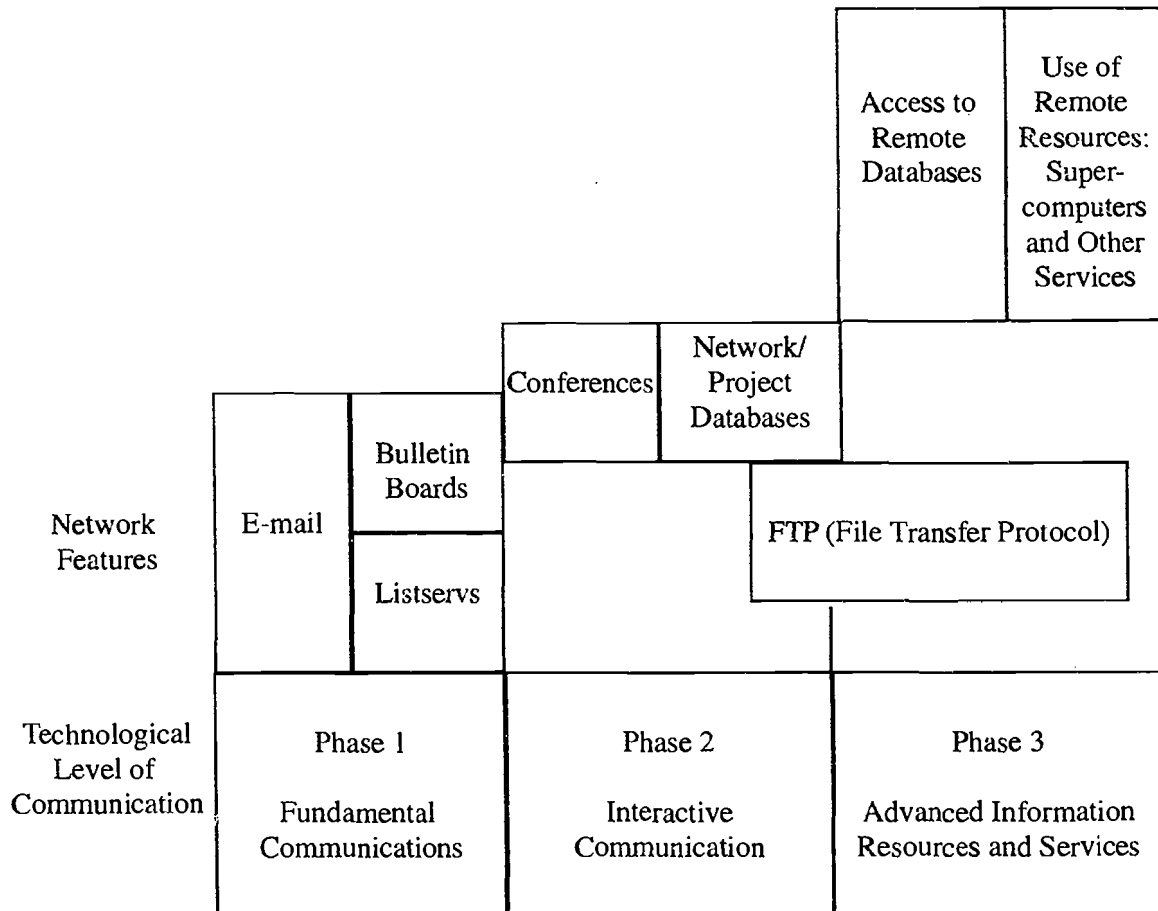 Access to
Remote
Databases
Use of
Remote
Resources:
Super-
computers
and Other
Services
Conferences
Network/
Project
Databases
Network
Features
E-mail
Bulletin
Boards
Listservs
FTP (File Transfer Protocol)
Technological
Level of
Communication
Phase 1
Fundamental
Communications
Phase 2
Interactive
Communication
Phase 3
Advanced Information
Resources and Services